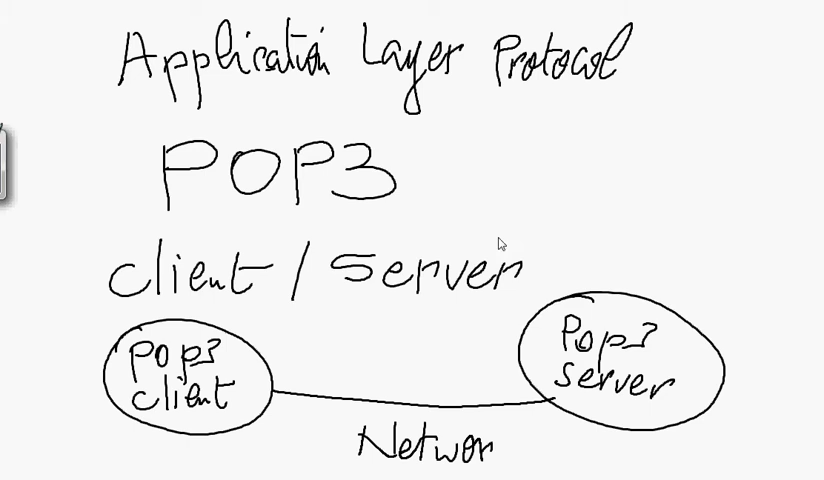 Application Layer Protocol
POP3
client / Server
pop3
client
Pop3
server
Networ